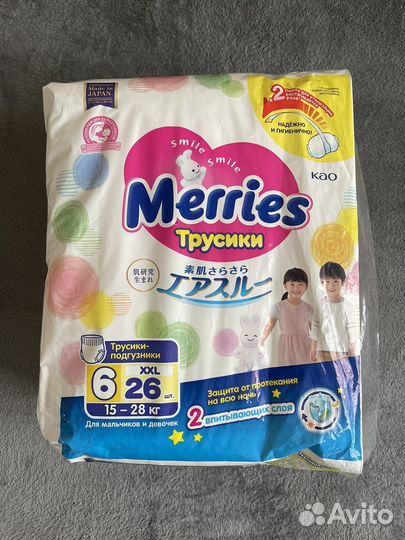 Made in
JAPAN
2
НАДЁЖНО
И ГИГИЕНИЧНО!
Smile
Smile
Kao
Merries
Трусики
肌研究
生まれ
素肌さらさら
エアスルー
Трусики-
подгузники
6
XXL
26
шт.
15 – 28 кг
Для мальчиков и девочек
Защита от протекания
на всю ночь
2 впитывающих слоя
Avito